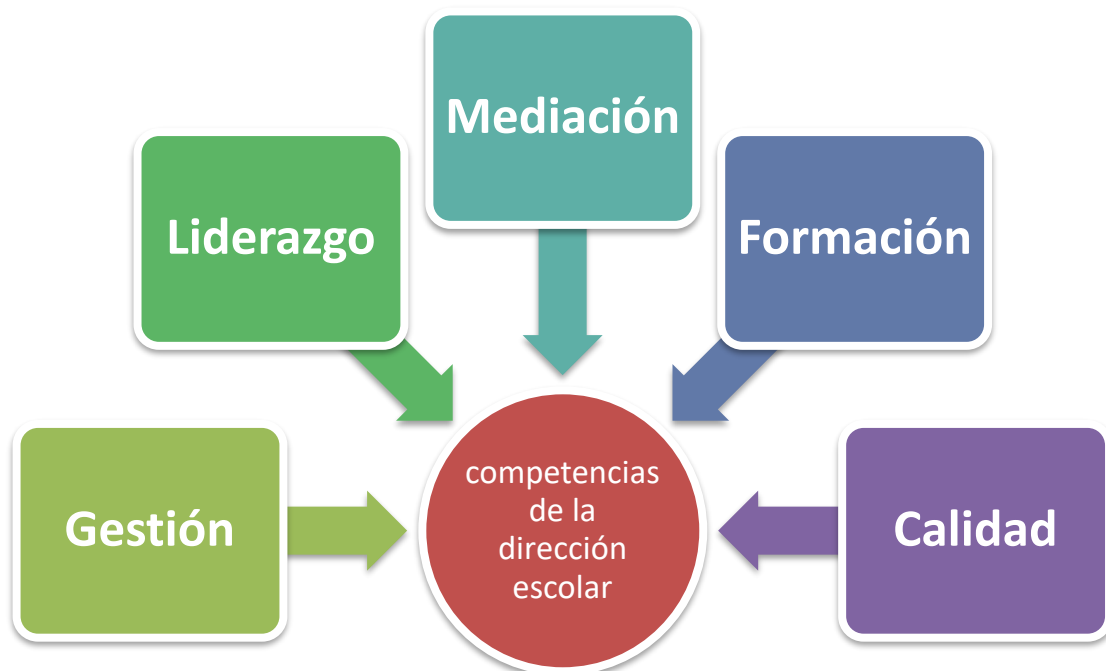 Mediación
Liderazgo
Formación
Gestión
competencias
de la
dirección
escolar
Calidad